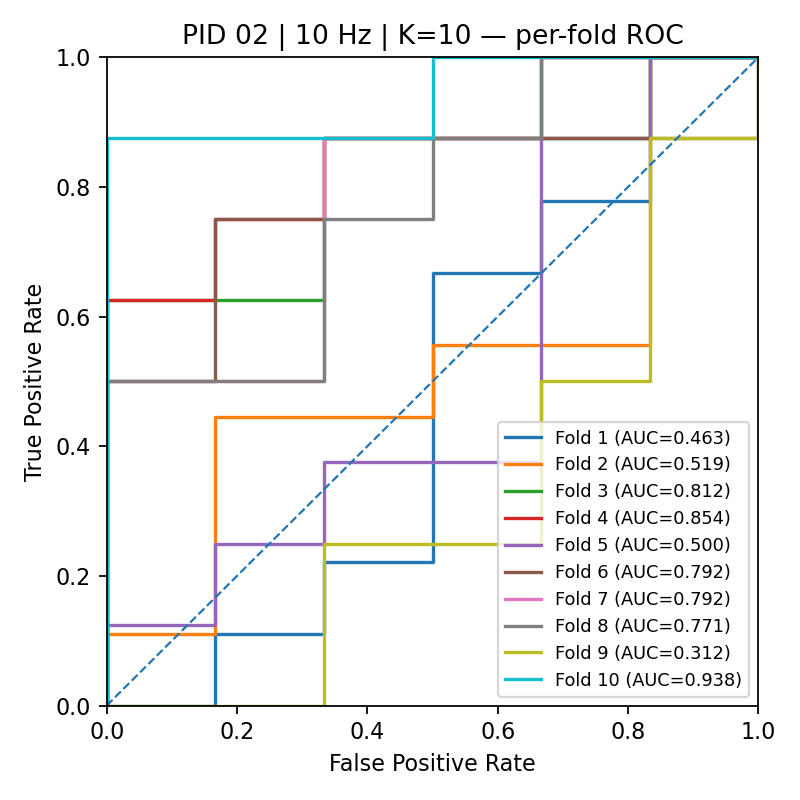 PID 02 | 10 Hz | K=10 — per-fold ROC
1.0
0.8
0.6
0.4
0.2
0.0
True Positive Rate
Fold 1 (AUC=0.463)
Fold 2 (AUC=0.519)
Fold 3 (AUC=0.812)
Fold 4 (AUC=0.854)
Fold 5 (AUC=0.500)
Fold 6 (AUC=0.792)
Fold 7 (AUC=0.792)
Fold 8 (AUC=0.771)
Fold 9 (AUC=0.312)
Fold 10 (AUC=0.938)
0.0 0.2 0.4 0.6 0.8 1.0
False Positive Rate